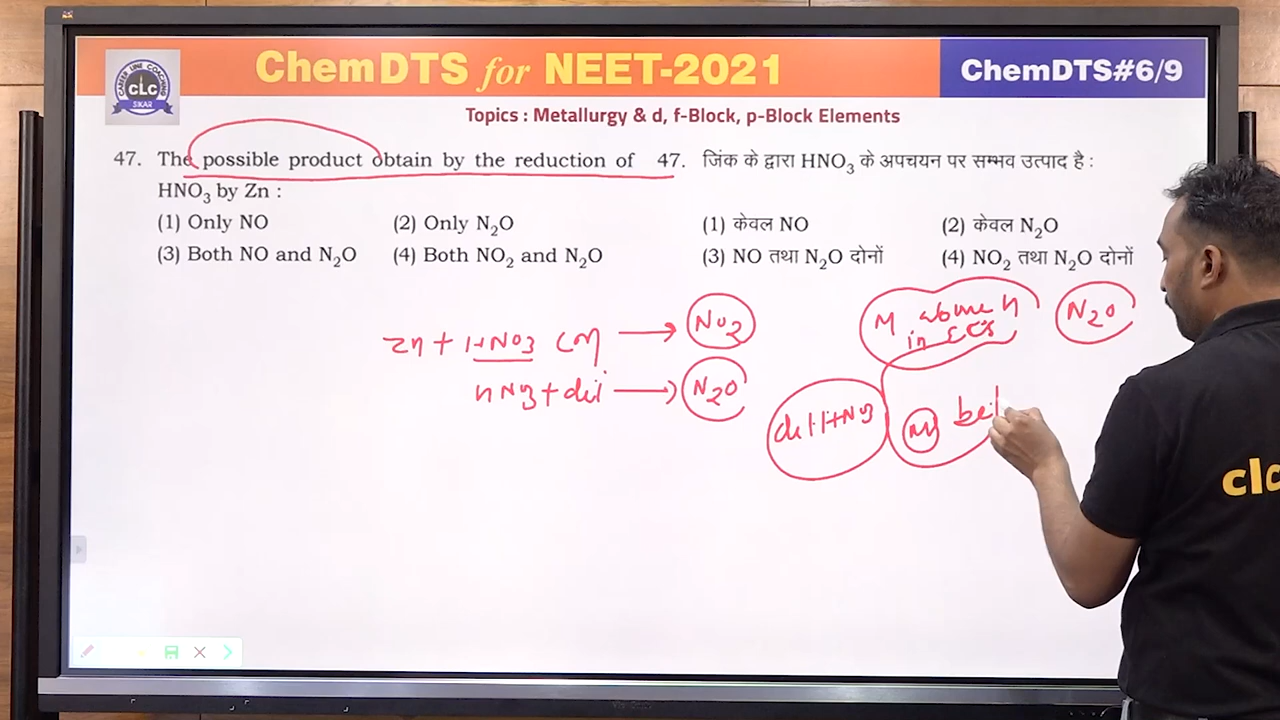 ChemDTS for NEET-2021
ChemDTS#6/9
CAREER LINE COACHING
CLC
SIKAR
Topics : Metallurgy & d, f-Block, p-Block Elements
47. The possible product obtain by the reduction of
HNO3 by Zn :
(1) Only NO (2) Only N2O
(3) Both NO and N2O (4) Both NO2 and N2O
47. जिंक के द्वारा HNO3 के अपचयन पर सम्भव उत्पाद है :
(1) केवल NO (2) केवल N2O
(3) NO तथा N2O दोनों (4) NO2 तथा N2O दोनों
Zn + HNO3 → NO2
HNO3 + dil → N2O
M above H
in ECS
N2O
dil HNO3
M
clc